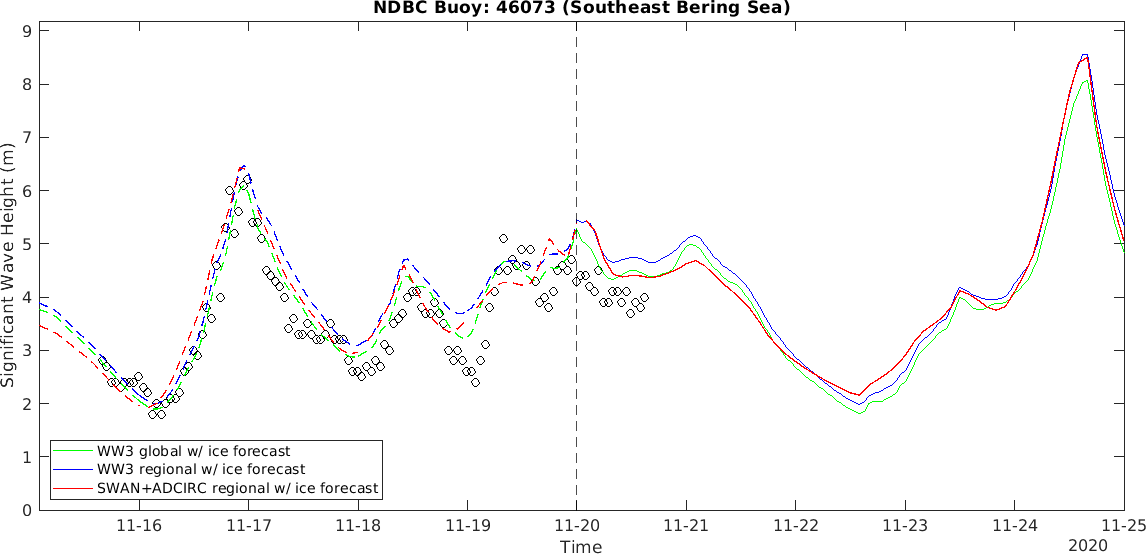 NDBC Buoy: 46073 (Southeast Bering Sea)
Significant Wave Height (m)
9
8
7
6
5
4
3
2
1
0
WW3 global w/ ice forecast
WW3 regional w/ ice forecast
SWAN+ADCIRC regional w/ ice forecast
11-16 11-17 11-18 11-19 11-20 11-21 11-22 11-23 11-24 11-25
Time
2020